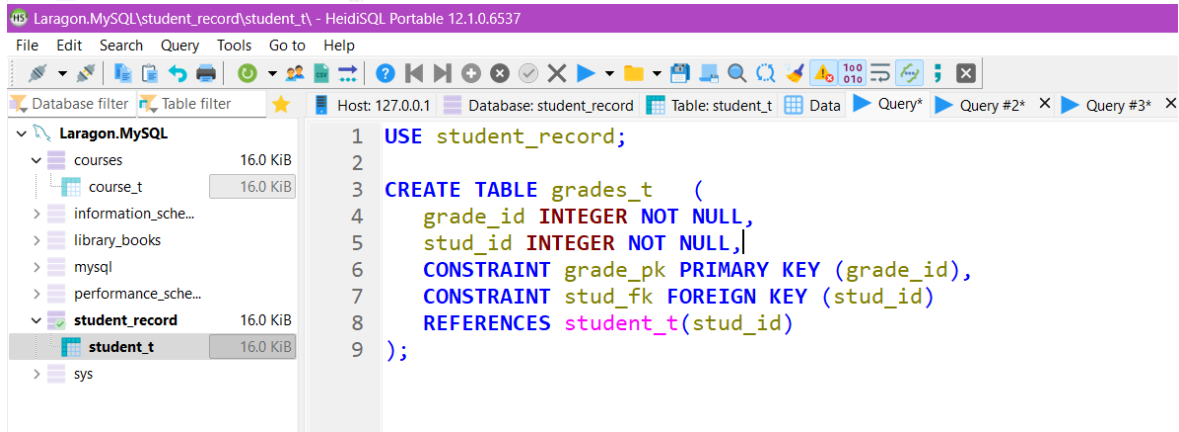 Laragon.MySQL\student_record\student_t\ - HeidiSQL Portable 12.1.0.6537
File Edit Search Query Tools Go to Help
Database filter Table filter Host: 127.0.0.1 Database: student_record Table: student_t Data Query* Query #2* Query #3*
Laragon.MySQL
courses 16.0 KiB
course_t 16.0 KiB
information_sche...
library_books
mysql
performance_sche...
student_record 16.0 KiB
student_t 16.0 KiB
sys
1 USE student_record;
2
3 CREATE TABLE grades_t (
4 grade_id INTEGER NOT NULL,
5 stud_id INTEGER NOT NULL,
6 CONSTRAINT grade_pk PRIMARY KEY (grade_id),
7 CONSTRAINT stud_fk FOREIGN KEY (stud_id)
8 REFERENCES student_t(stud_id)
9 );